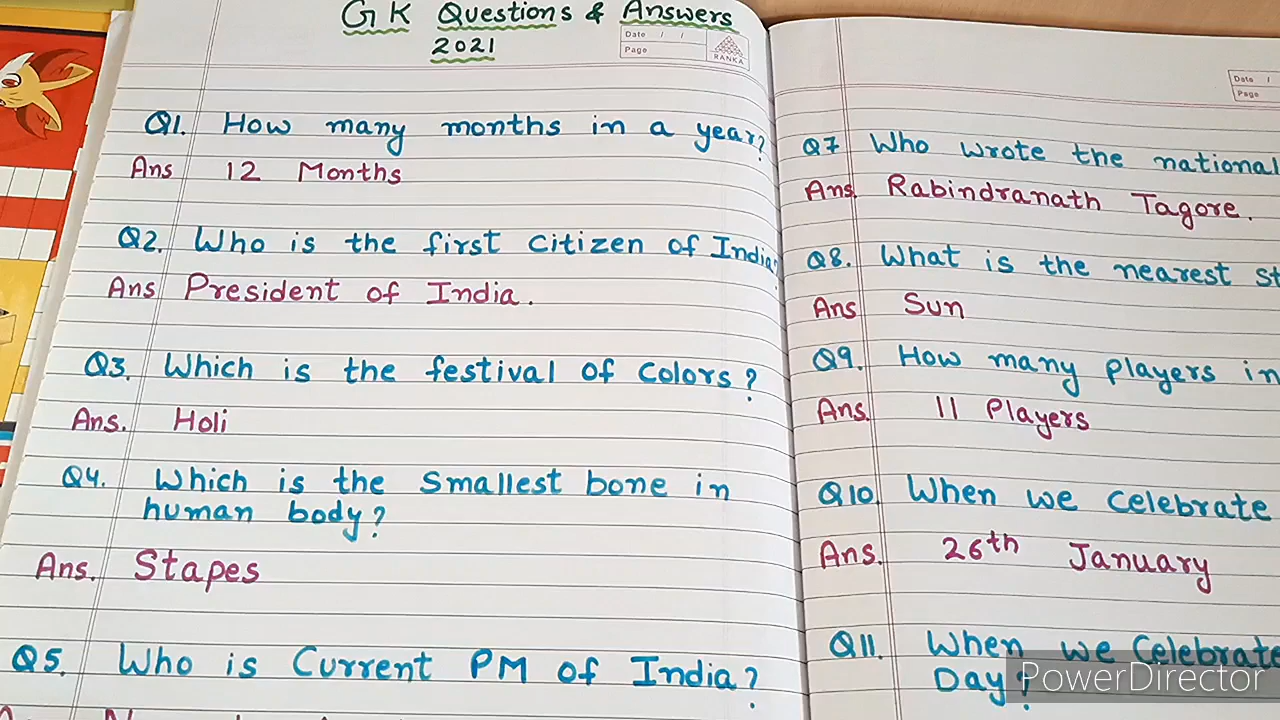 GK Questions & Answers
2021
Date / /
Page
RANKA
Q1. How many months in a year?
Ans 12 Months
Q2. Who is the first citizen of India?
Ans President of India.
Q3. Which is the festival of colors?
Ans. Holi
Q4. Which is the smallest bone in
human body?
Ans. Stapes
Q5. Who is Current PM of India?
Date /
Page
Q7 Who wrote the national
Ans. Rabindranath Tagore.
Q8. What is the nearest
Ans Sun
Q9. How many players in
Ans. 11 Players
Q10. When we celebrate
Ans. 26th January
Q11. When we Celebrate
Day?
PowerDirector